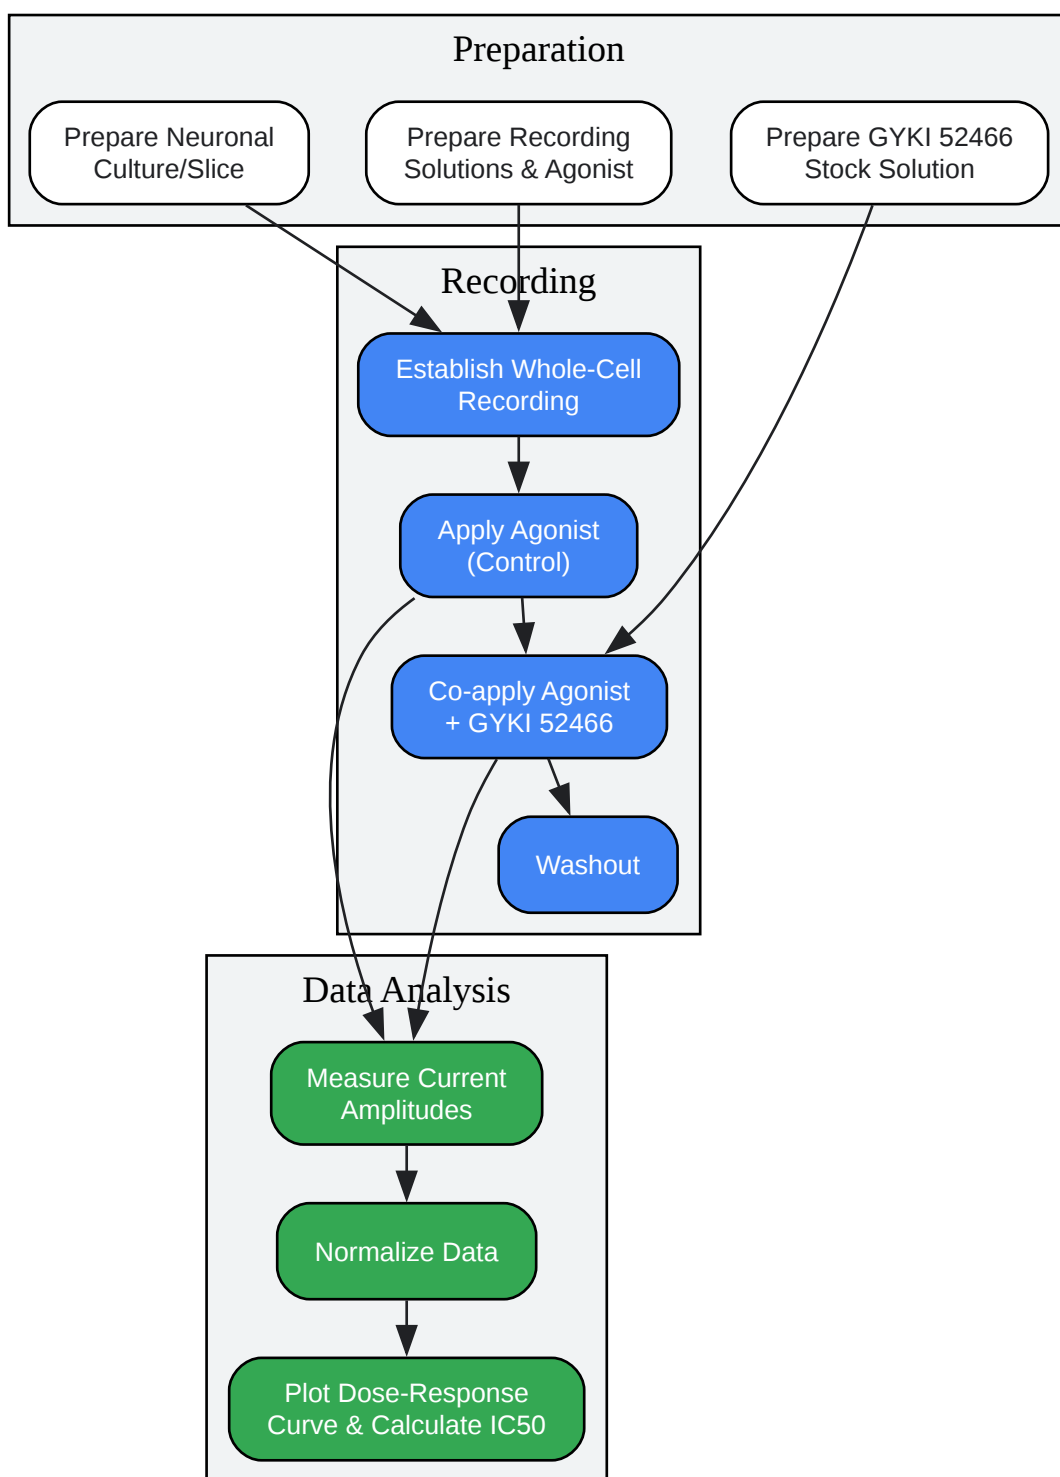 Preparation
Prepare Neuronal
Culture/Slice
Prepare Recording
Solutions & Agonist
Prepare GYKI 52466
Stock Solution
Recording
Establish Whole-Cell
Recording
Apply Agonist
(Control)
Co-apply Agonist
+ GYKI 52466
Washout
Data Analysis
Measure Current
Amplitudes
Normalize Data
Plot Dose-Response
Curve & Calculate IC50